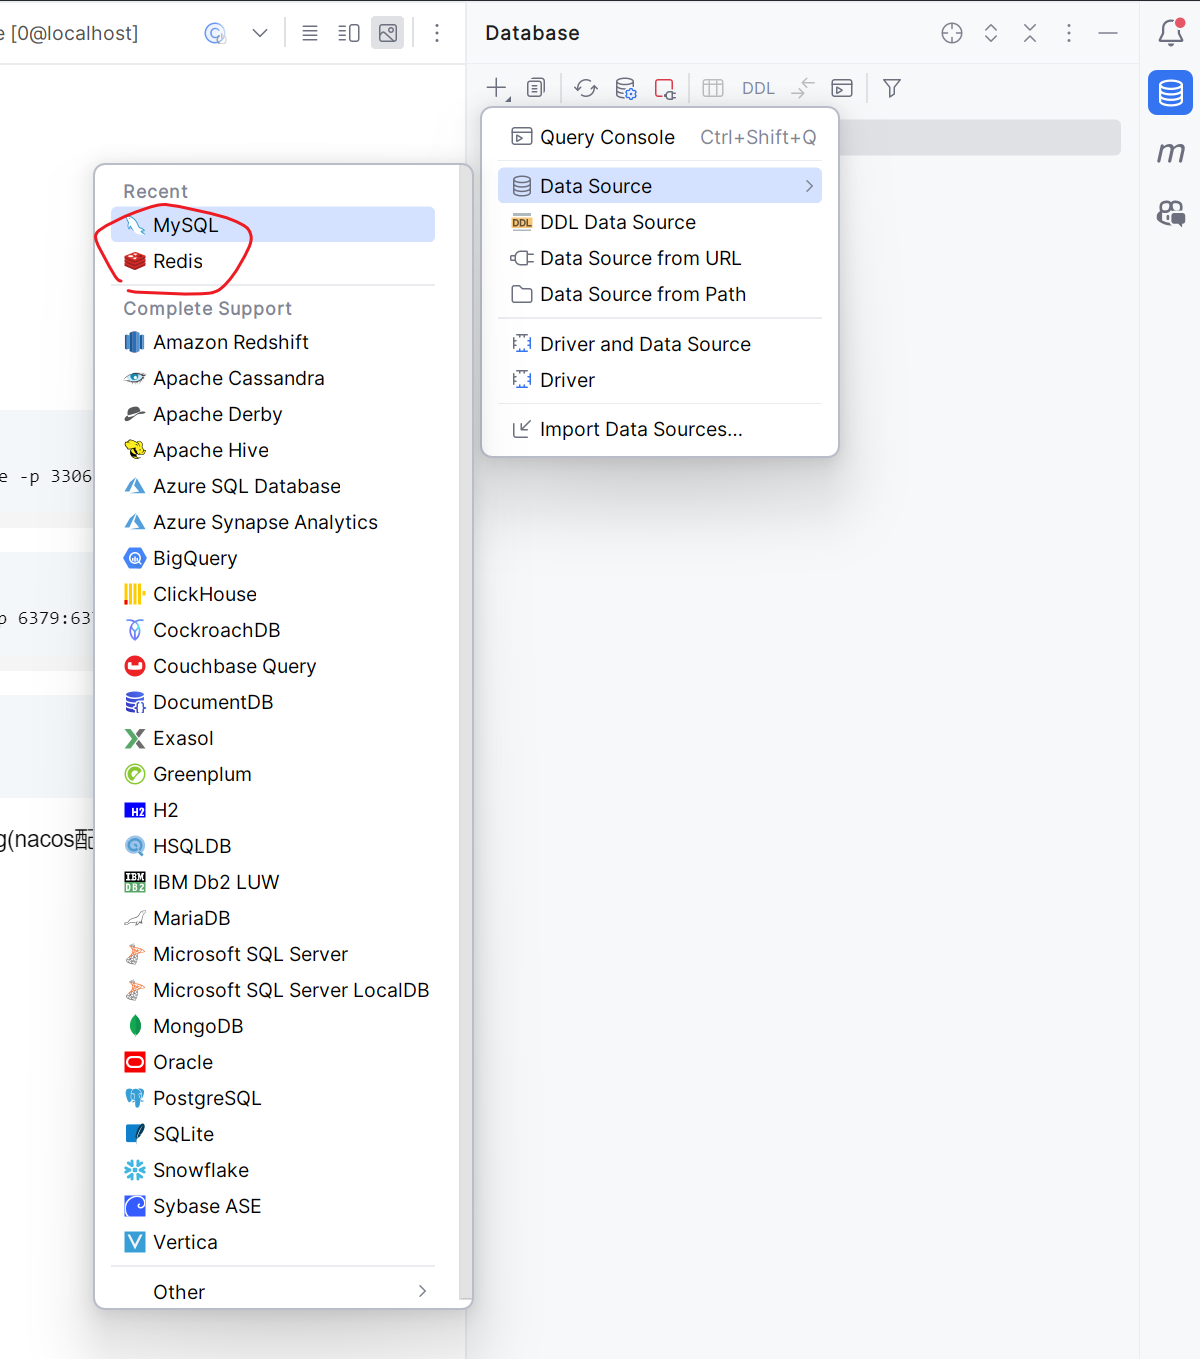 e [0@localhost]
Database
DDL
Query Console Ctrl+Shift+Q
Data Source
DDL Data Source
Data Source from URL
Data Source from Path
Driver and Data Source
Driver
Import Data Sources...
Recent
MySQL
Redis
Complete Support
Amazon Redshift
Apache Cassandra
Apache Derby
Apache Hive
Azure SQL Database
Azure Synapse Analytics
BigQuery
ClickHouse
CockroachDB
Couchbase Query
DocumentDB
Exasol
Greenplum
H2
HSQLDB
IBM Db2 LUW
MariaDB
Microsoft SQL Server
Microsoft SQL Server LocalDB
MongoDB
Oracle
PostgreSQL
SQLite
Snowflake
Sybase ASE
Vertica
Other
e -p 3306
p 6379:63
g(nacos配
m